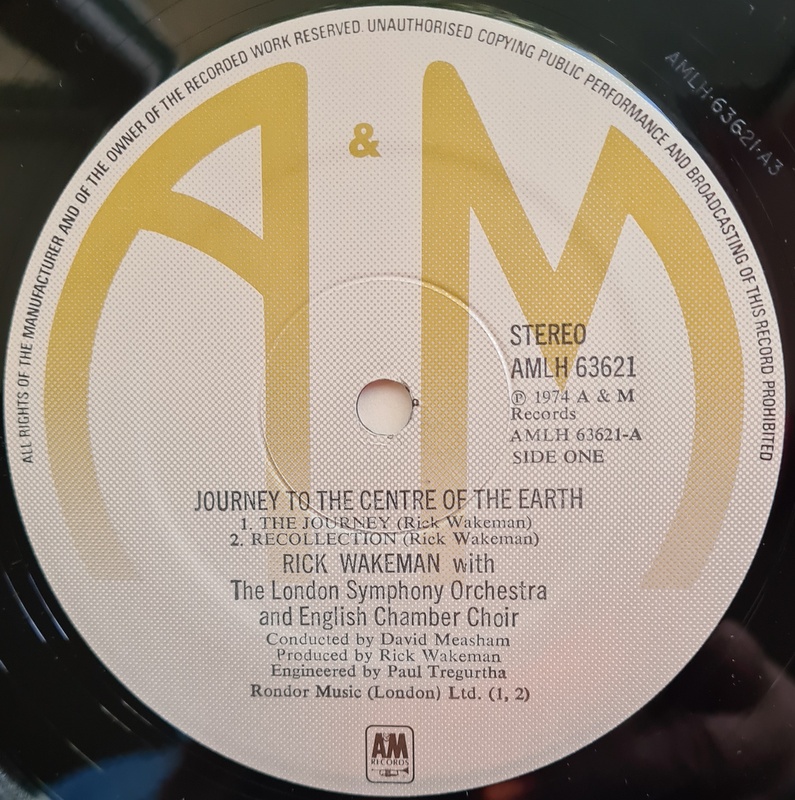 ALL RIGHTS OF THE MANUFACTURER AND OF THE OWNER OF THE RECORDED WORK RESERVED. UNAUTHORISED COPYING PUBLIC PERFORMANCE AND BROADCASTING OF THIS RECORD PROHIBITED
AMLH·63621·A3
A & M
STEREO
AMLH 63621
℗ 1974 A & M
Records
AMLH 63621-A
SIDE ONE
JOURNEY TO THE CENTRE OF THE EARTH
1. THE JOURNEY (Rick Wakeman)
2. RECOLLECTION (Rick Wakeman)
RICK WAKEMAN with
The London Symphony Orchestra
and English Chamber Choir
Conducted by David Measham
Produced by Rick Wakeman
Engineered by Paul Tregurtha
Rondor Music (London) Ltd. (1, 2)
A&M
RECORDS